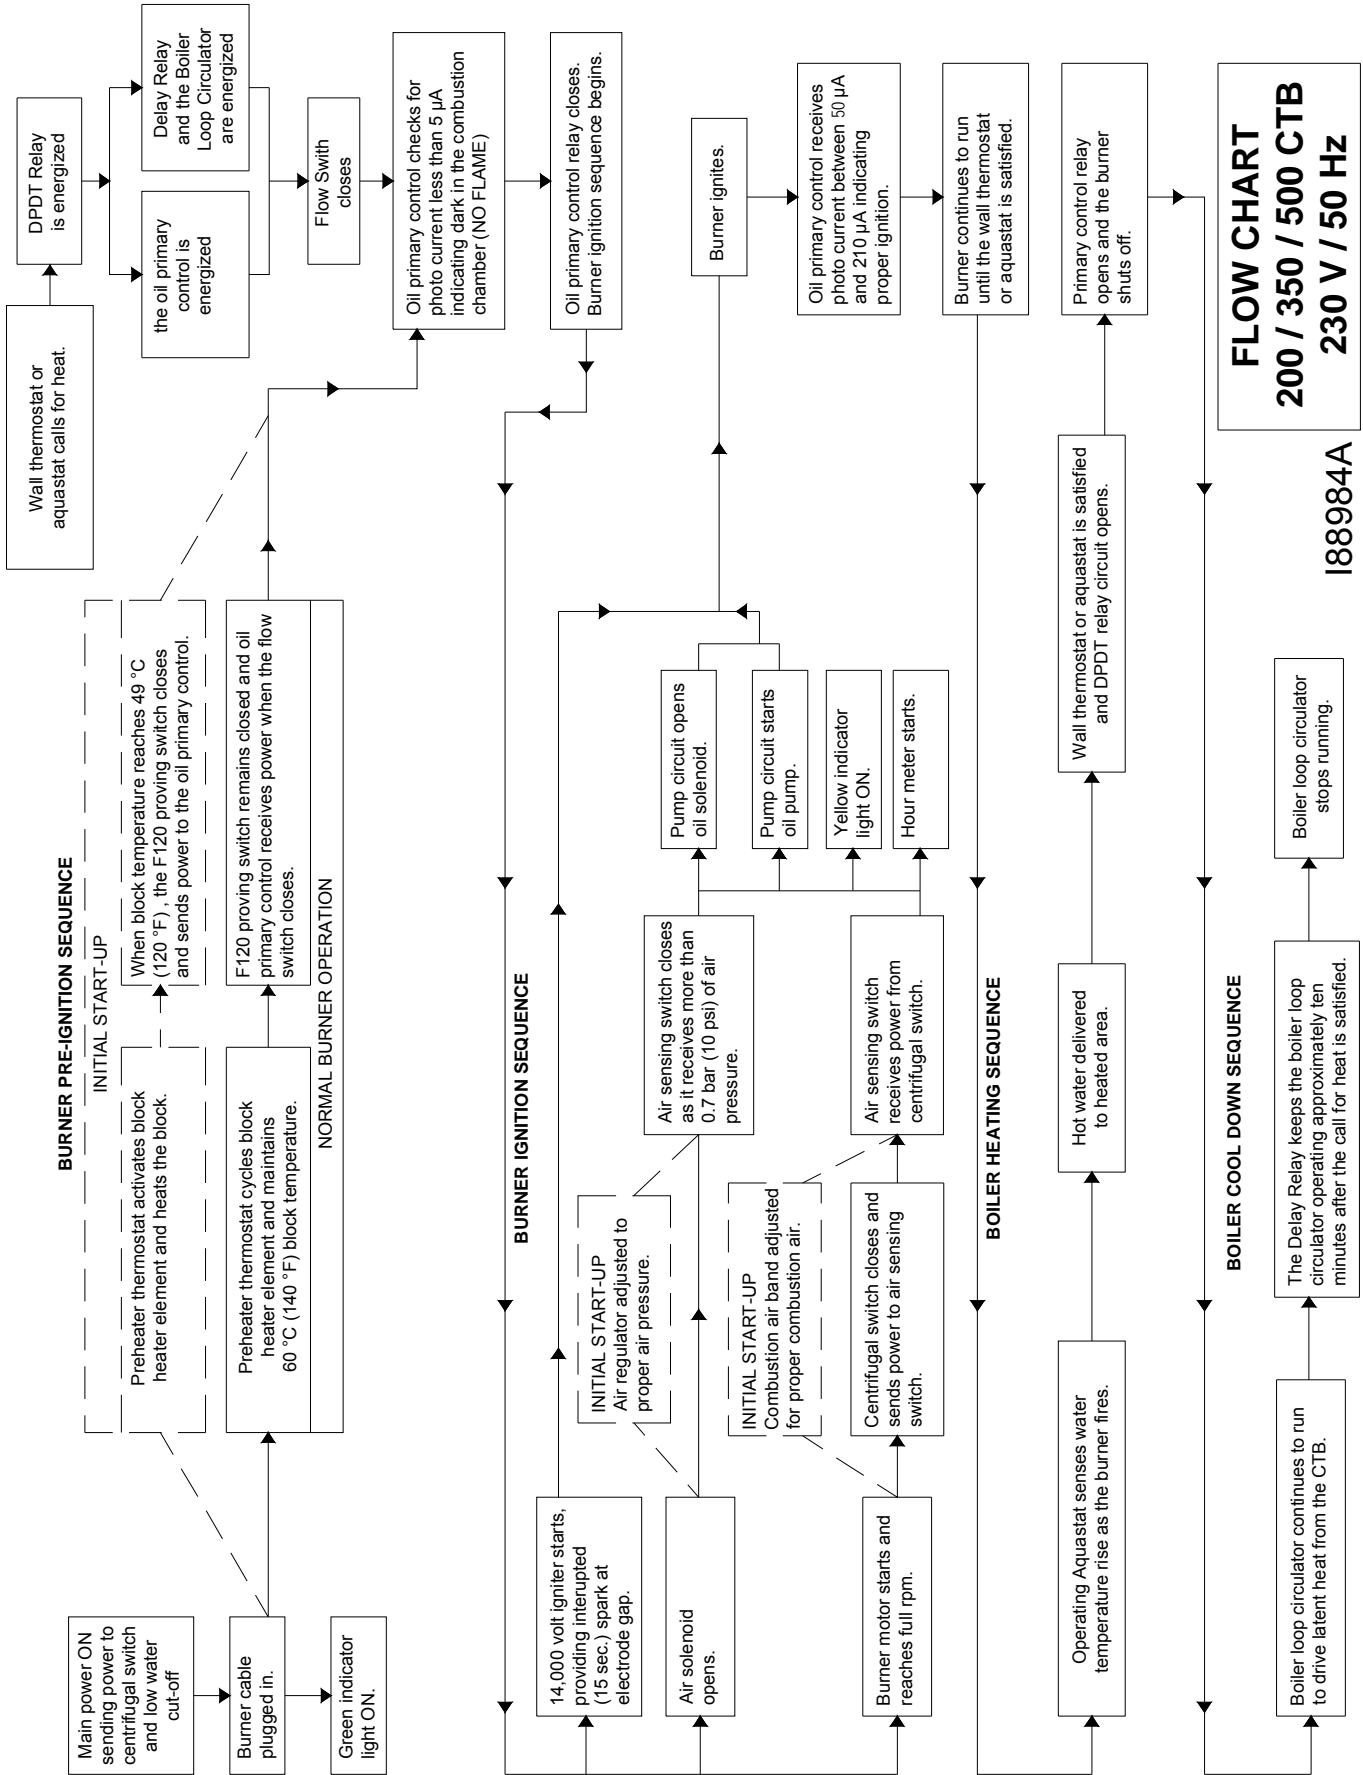 BURNER PRE-IGNITION SEQUENCE
INITIAL START-UP
Main power ON
sending power to
centrifugal switch
and low water
cut-off
Burner cable
plugged in.
Green indicator
light ON.
Preheater thermostat activates block
heater element and heats the block.
When block temperature reaches 49 °C
(120 °F) , the F120 proving switch closes
and sends power to the oil primary control.
Preheater thermostat cycles block
heater element and maintains
60 °C (140 °F) block temperature.
F120 proving switch remains closed and oil
primary control receives power when the flow
switch closes.
NORMAL BURNER OPERATION
Wall thermostat or
aquastat calls for heat.
DPDT Relay
is energized
the oil primary
control is
energized
Delay Relay
and the Boiler
Loop Circulator
are energized
Flow Swith
closes
Oil primary control checks for
photo current less than 5 µA
indicating dark in the combustion
chamber (NO FLAME)
Oil primary control relay closes.
Burner ignition sequence begins.
BURNER IGNITION SEQUENCE
14,000 volt igniter starts,
providing interupted
(15 sec.) spark at
electrode gap.
Air solenoid
opens.
Burner motor starts and
reaches full rpm.
INITIAL START-UP
Air regulator adjusted to
proper air pressure.
INITIAL START-UP
Combustion air band adjusted
for proper combustion air.
Centrifugal switch closes and
sends power to air sensing
switch.
Air sensing switch closes
as it receives more than
0.7 bar (10 psi) of air
pressure.
Air sensing switch
receives power from
centrifugal switch.
Pump circuit opens
oil solenoid.
Pump circuit starts
oil pump.
Yellow indicator
light ON.
Hour meter starts.
Burner ignites.
Oil primary control receives
photo current between 50 µA
and 210 µA indicating
proper ignition.
Burner continues to run
until the wall thermostat
or aquastat is satisfied.
BOILER HEATING SEQUENCE
Operating Aquastat senses water
temperature rise as the burner fires.
Hot water delivered
to heated area.
Wall thermostat or aquastat is satisfied
and DPDT relay circuit opens.
Primary control relay
opens and the burner
shuts off.
BOILER COOL DOWN SEQUENCE
Boiler loop circulator continues to run
to drive latent heat from the CTB.
The Delay Relay keeps the boiler loop
circulator operating approximately ten
minutes after the call for heat is satisfied.
Boiler loop circulator
stops running.
I88984A
FLOW CHART
200 / 350 / 500 CTB
230 V / 50 Hz